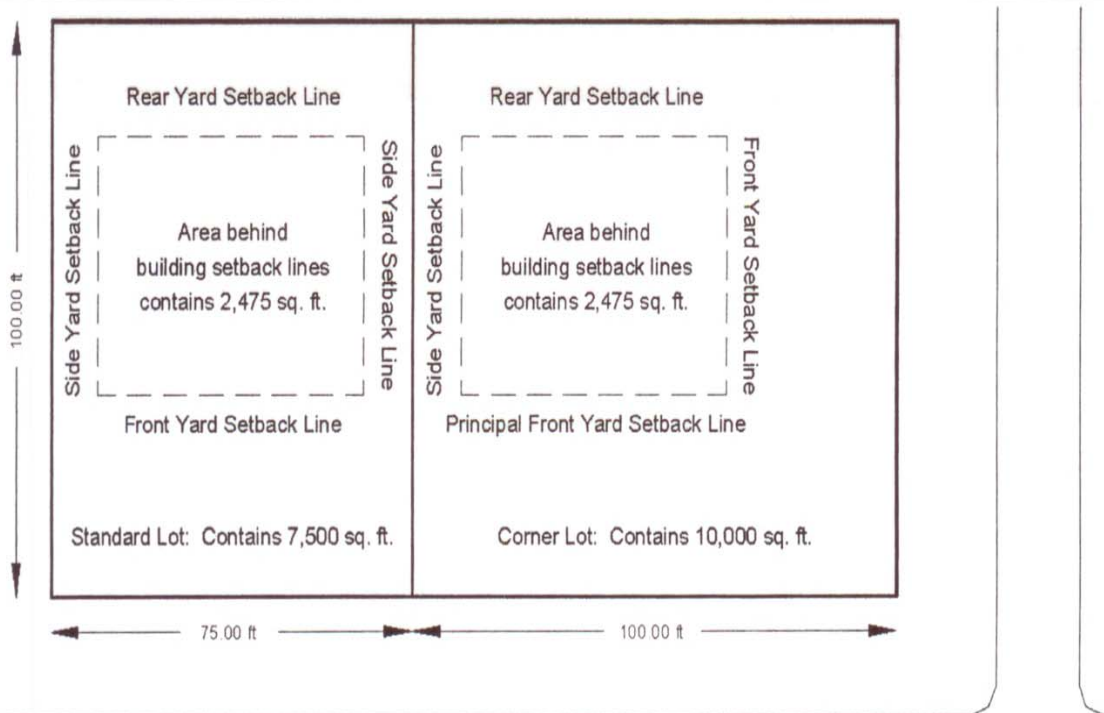 100.00 ft
Rear Yard Setback Line
Side Yard Setback Line
Area behind
building setback lines
contains 2,475 sq. ft.
Side Yard Setback Line
Front Yard Setback Line
Standard Lot: Contains 7,500 sq. ft.
75.00 ft
Rear Yard Setback Line
Side Yard Setback Line
Area behind
building setback lines
contains 2,475 sq. ft.
Front Yard Setback Line
Principal Front Yard Setback Line
Corner Lot: Contains 10,000 sq. ft.
100 00 ft